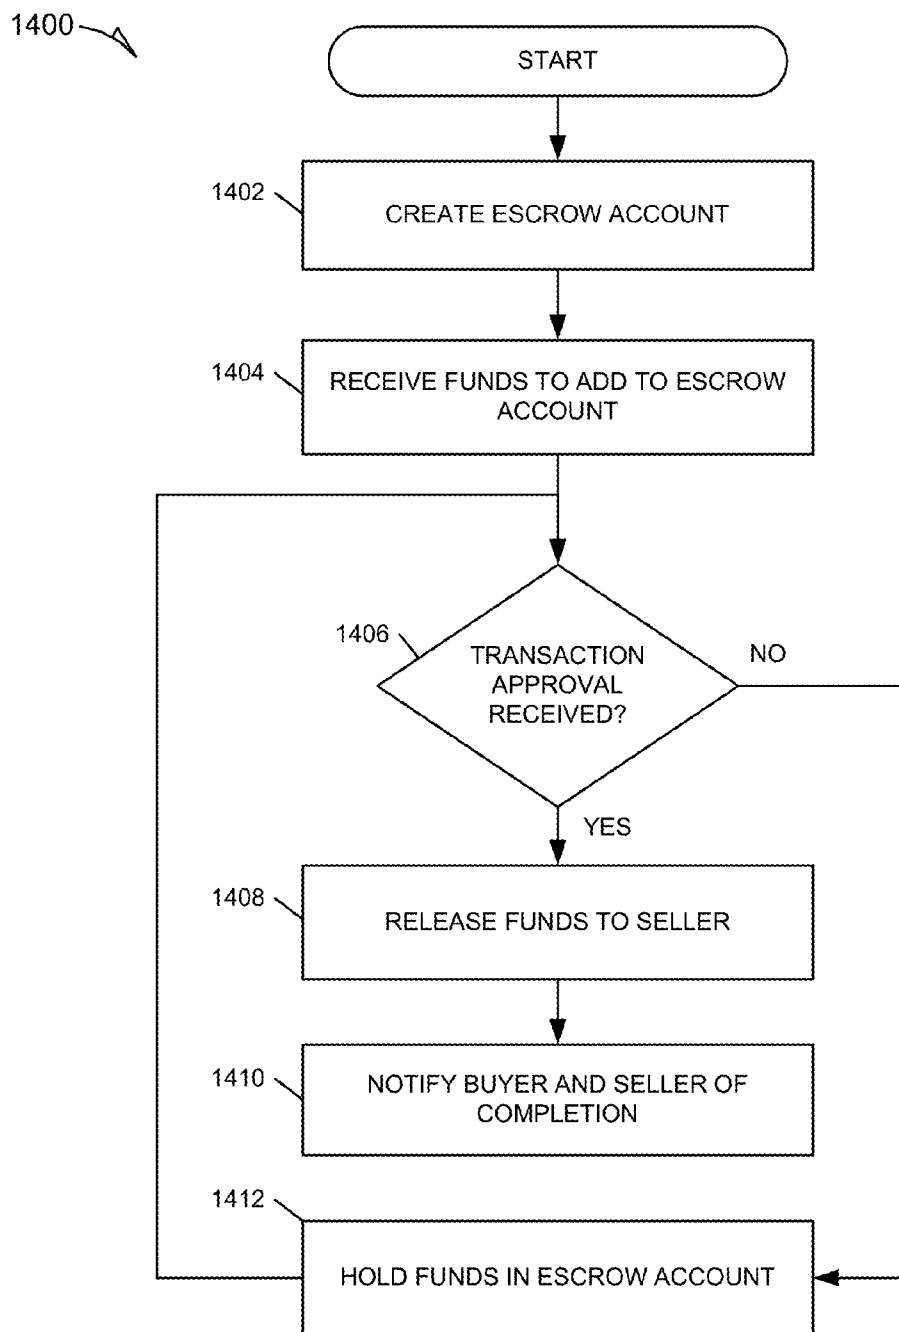 1400
START
1402
CREATE ESCROW ACCOUNT
1404
RECEIVE FUNDS TO ADD TO ESCROW
ACCOUNT
1406
TRANSACTION
APPROVAL
RECEIVED?
NO
YES
1408
RELEASE FUNDS TO SELLER
1410
NOTIFY BUYER AND SELLER OF
COMPLETION
1412
HOLD FUNDS IN ESCROW ACCOUNT